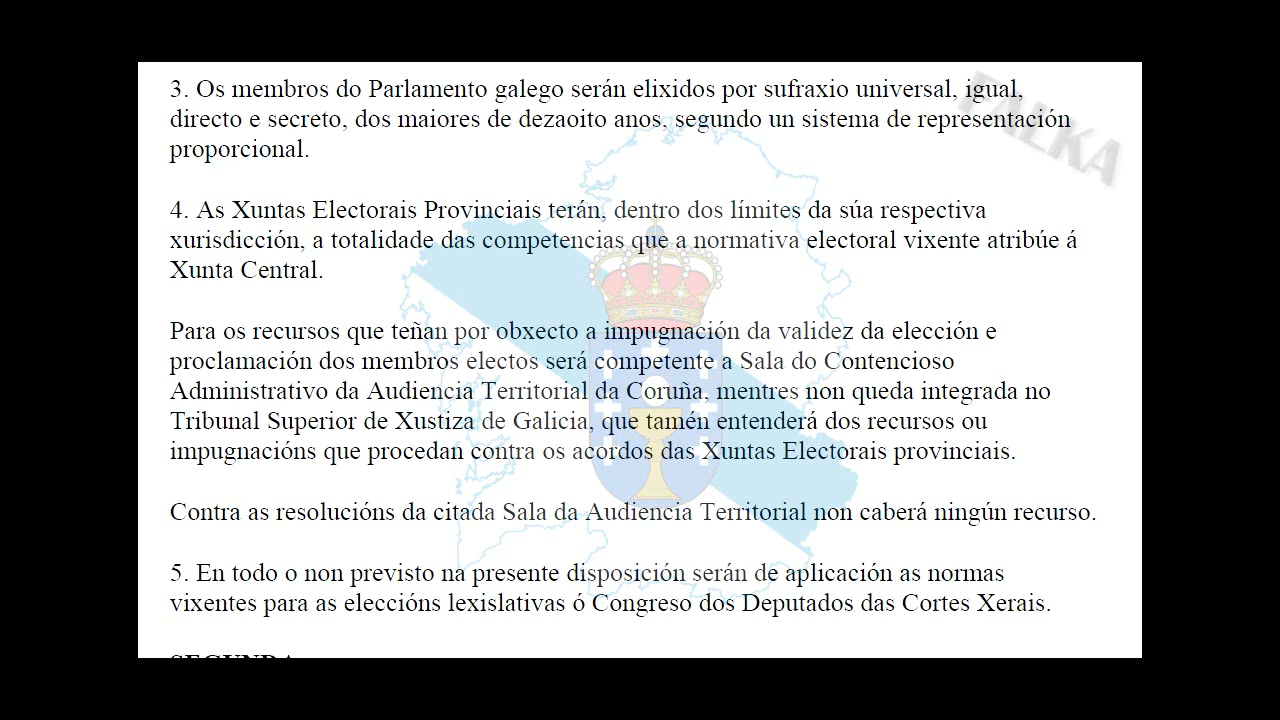 FALKA
3. Os membros do Parlamento galego serán elixidos por sufraxio universal, igual,
directo e secreto, dos maiores de dezaoito anos, segundo un sistema de representación
proporcional.
4. As Xuntas Electorais Provinciais terán, dentro dos límites da súa respectiva
xurisdicción, a totalidade das competencias que a normativa electoral vixente atribúe á
Xunta Central.
Para os recursos que teñan por obxecto a impugnación da validez da elección e
proclamación dos membros electos será competente a Sala do Contencioso
Administrativo da Audiencia Territorial da Coruña, mentres non queda integrada no
Tribunal Superior de Xustiza de Galicia, que tamén entenderá dos recursos ou
impugnacións que procedan contra os acordos das Xuntas Electorais provinciais.
Contra as resolucións da citada Sala da Audiencia Territorial non caberá ningún recurso.
5. En todo o non previsto na presente disposición serán de aplicación as normas
vixentes para as eleccións lexislativas ó Congreso dos Deputados das Cortes Xerais.
SEGUNDA